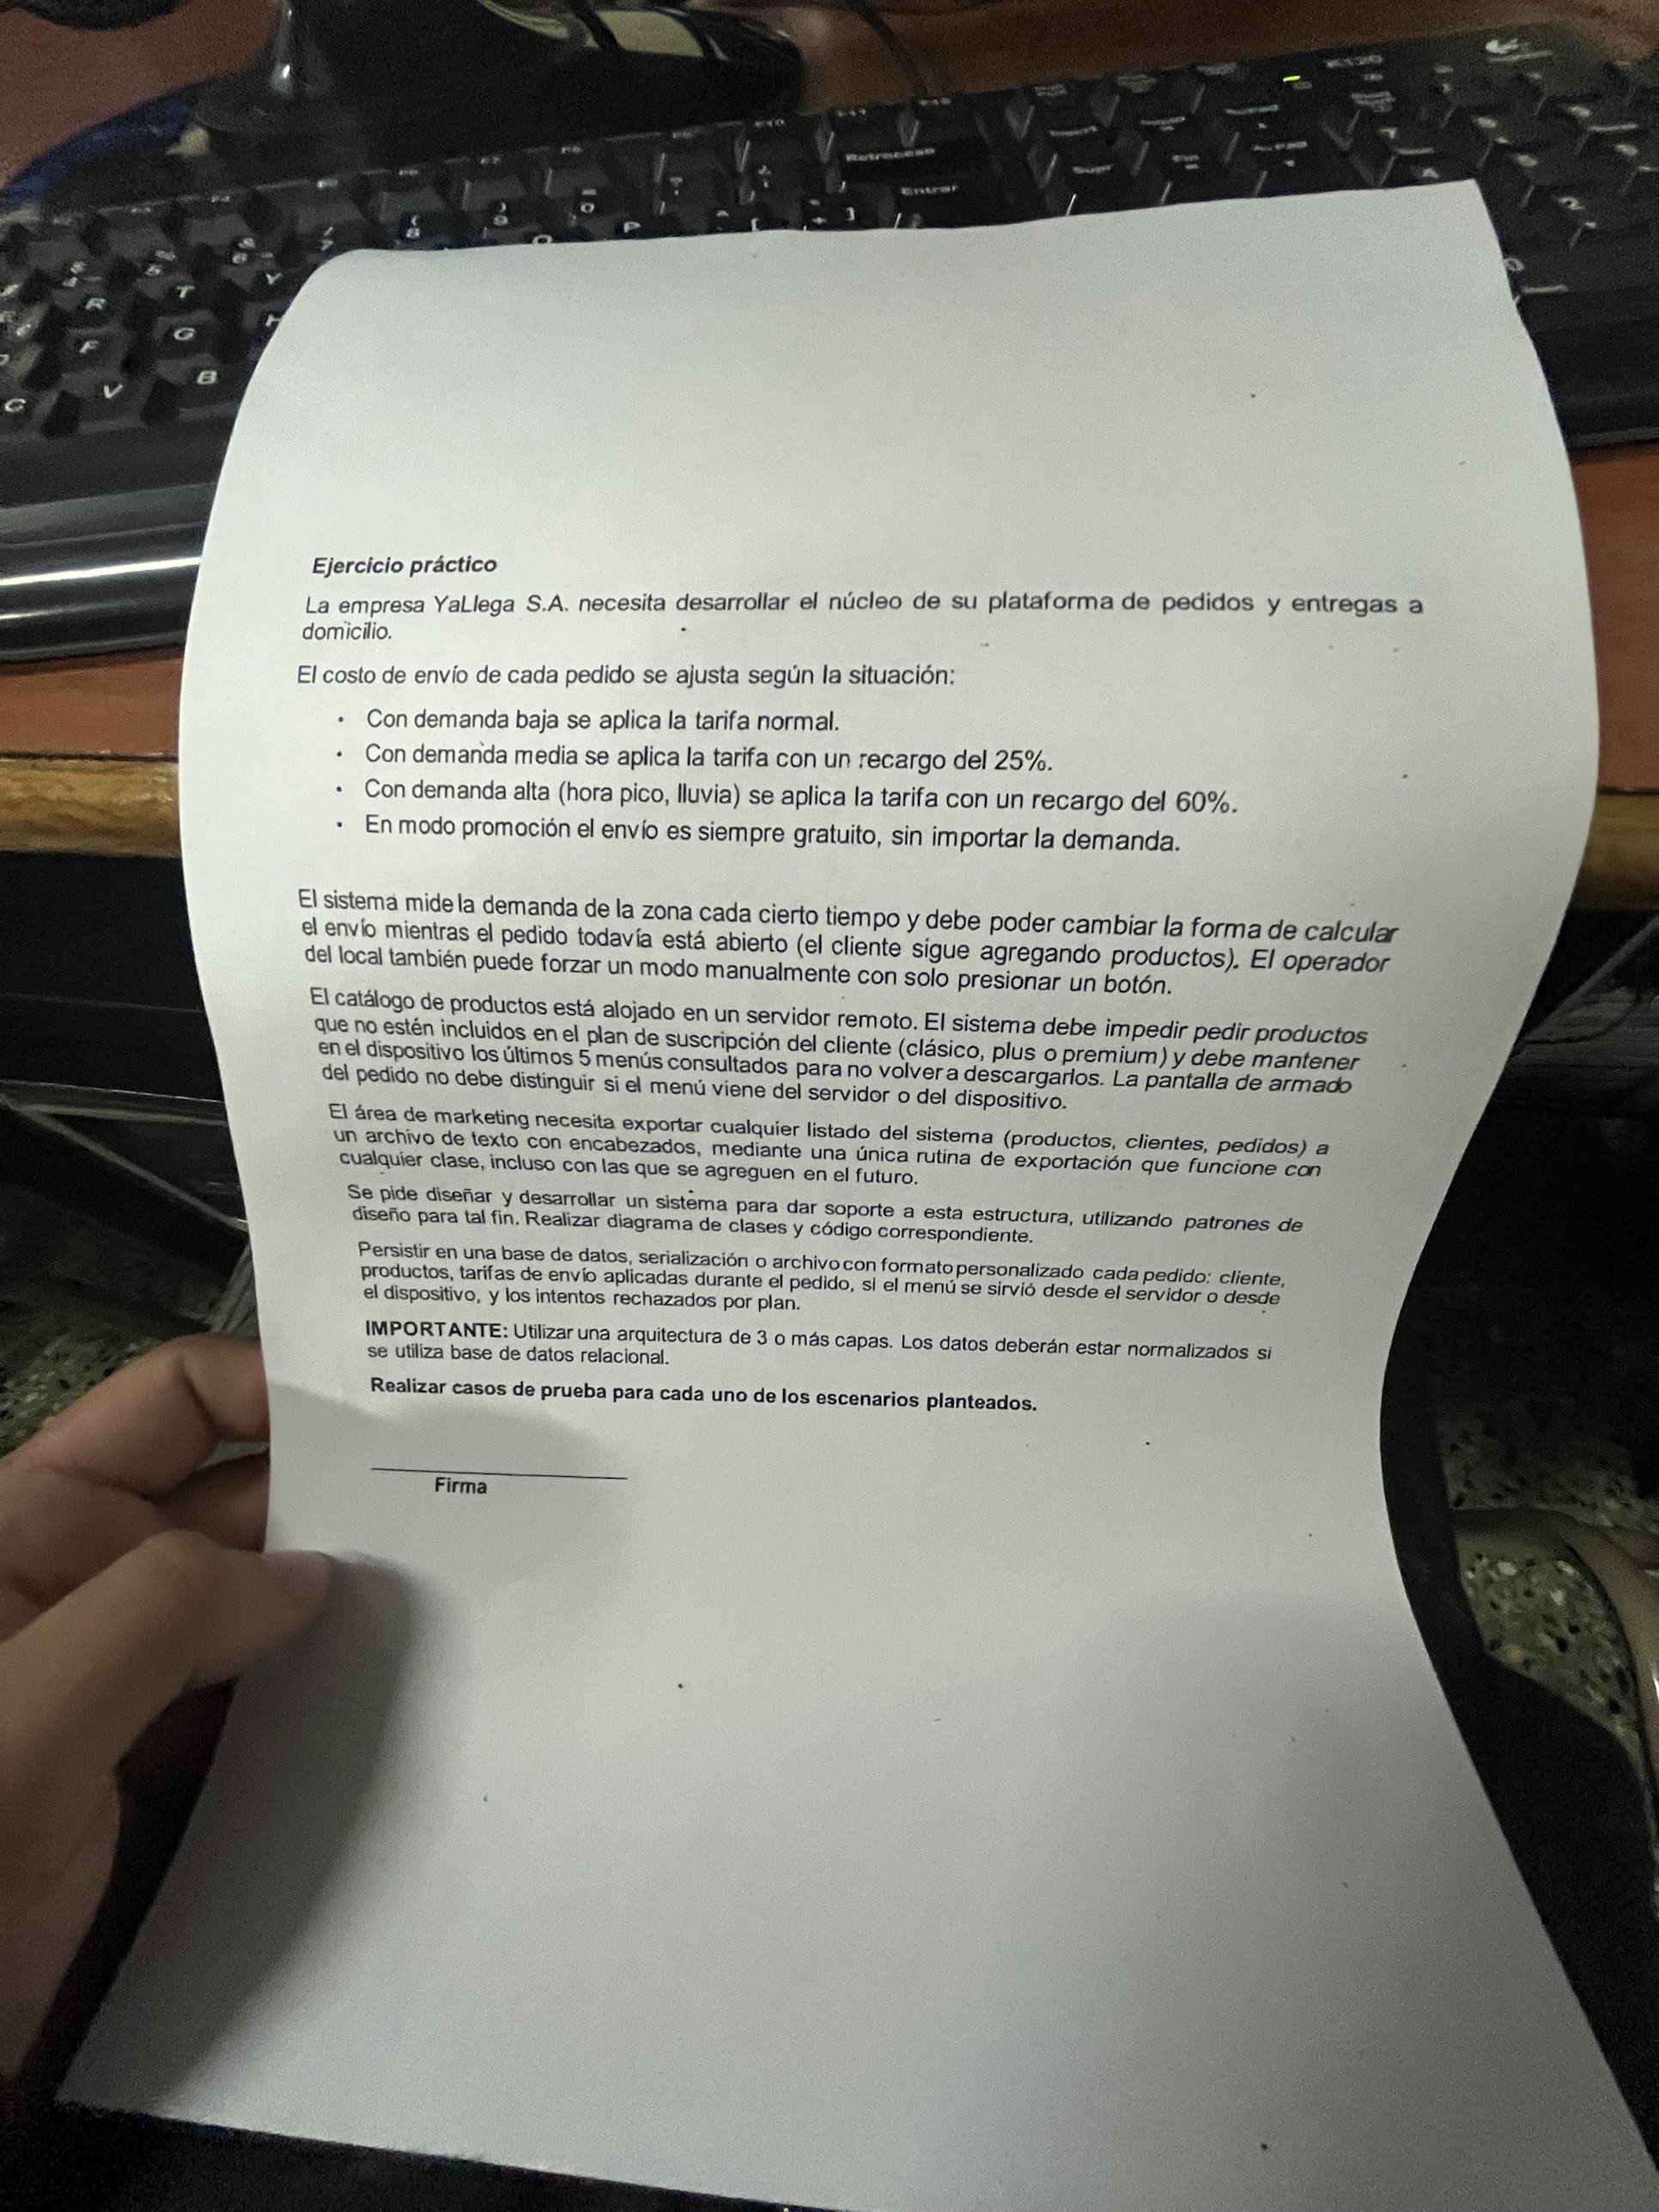 K120
Retroceso
Entrar
Supr
Fin
R
T
Y
F
G
H
C
V
B
P
Ejercicio práctico
La empresa YaLlega S.A. necesita desarrollar el núcleo de su plataforma de pedidos y entregas a
domicilio.
El costo de envío de cada pedido se ajusta según la situación:
· Con demanda baja se aplica la tarifa normal.
· Con demanda media se aplica la tarifa con un recargo del 25%.
· Con demanda alta (hora pico, lluvia) se aplica la tarifa con un recargo del 60%.
· En modo promoción el envío es siempre gratuito, sin importar la demanda.
El sistema mide la demanda de la zona cada cierto tiempo y debe poder cambiar la forma de calcular
el envío mientras el pedido todavía está abierto (el cliente sigue agregando productos). El operador
del local también puede forzar un modo manualmente con solo presionar un botón.
El catálogo de productos está alojado en un servidor remoto. El sistema debe impedir pedir productos
que no estén incluidos en el plan de suscripción del cliente (clásico, plus o premium) y debe mantener
en el dispositivo los últimos 5 menús consultados para no volver a descargarlos. La pantalla de armado
del pedido no debe distinguir si el menú viene del servidor o del dispositivo.
El área de marketing necesita exportar cualquier listado del sistema (productos, clientes, pedidos) a
un archivo de texto con encabezados, mediante una única rutina de exportación que funcione con
cualquier clase, incluso con las que se agreguen en el futuro.
Se pide diseñar y desarrollar un sistema para dar soporte a esta estructura, utilizando patrones de
diseño para tal fin. Realizar diagrama de clases y código correspondiente.
Persistir en una base de datos, serialización o archivo con formato personalizado cada pedido: cliente,
productos, tarifas de envío aplicadas durante el pedido, si el menú se sirvió desde el servidor o desde
el dispositivo, y los intentos rechazados por plan.
IMPORTANTE: Utilizar una arquitectura de 3 o más capas. Los datos deberán estar normalizados si
se utiliza base de datos relacional.
Realizar casos de prueba para cada uno de los escenarios planteados.
Firma